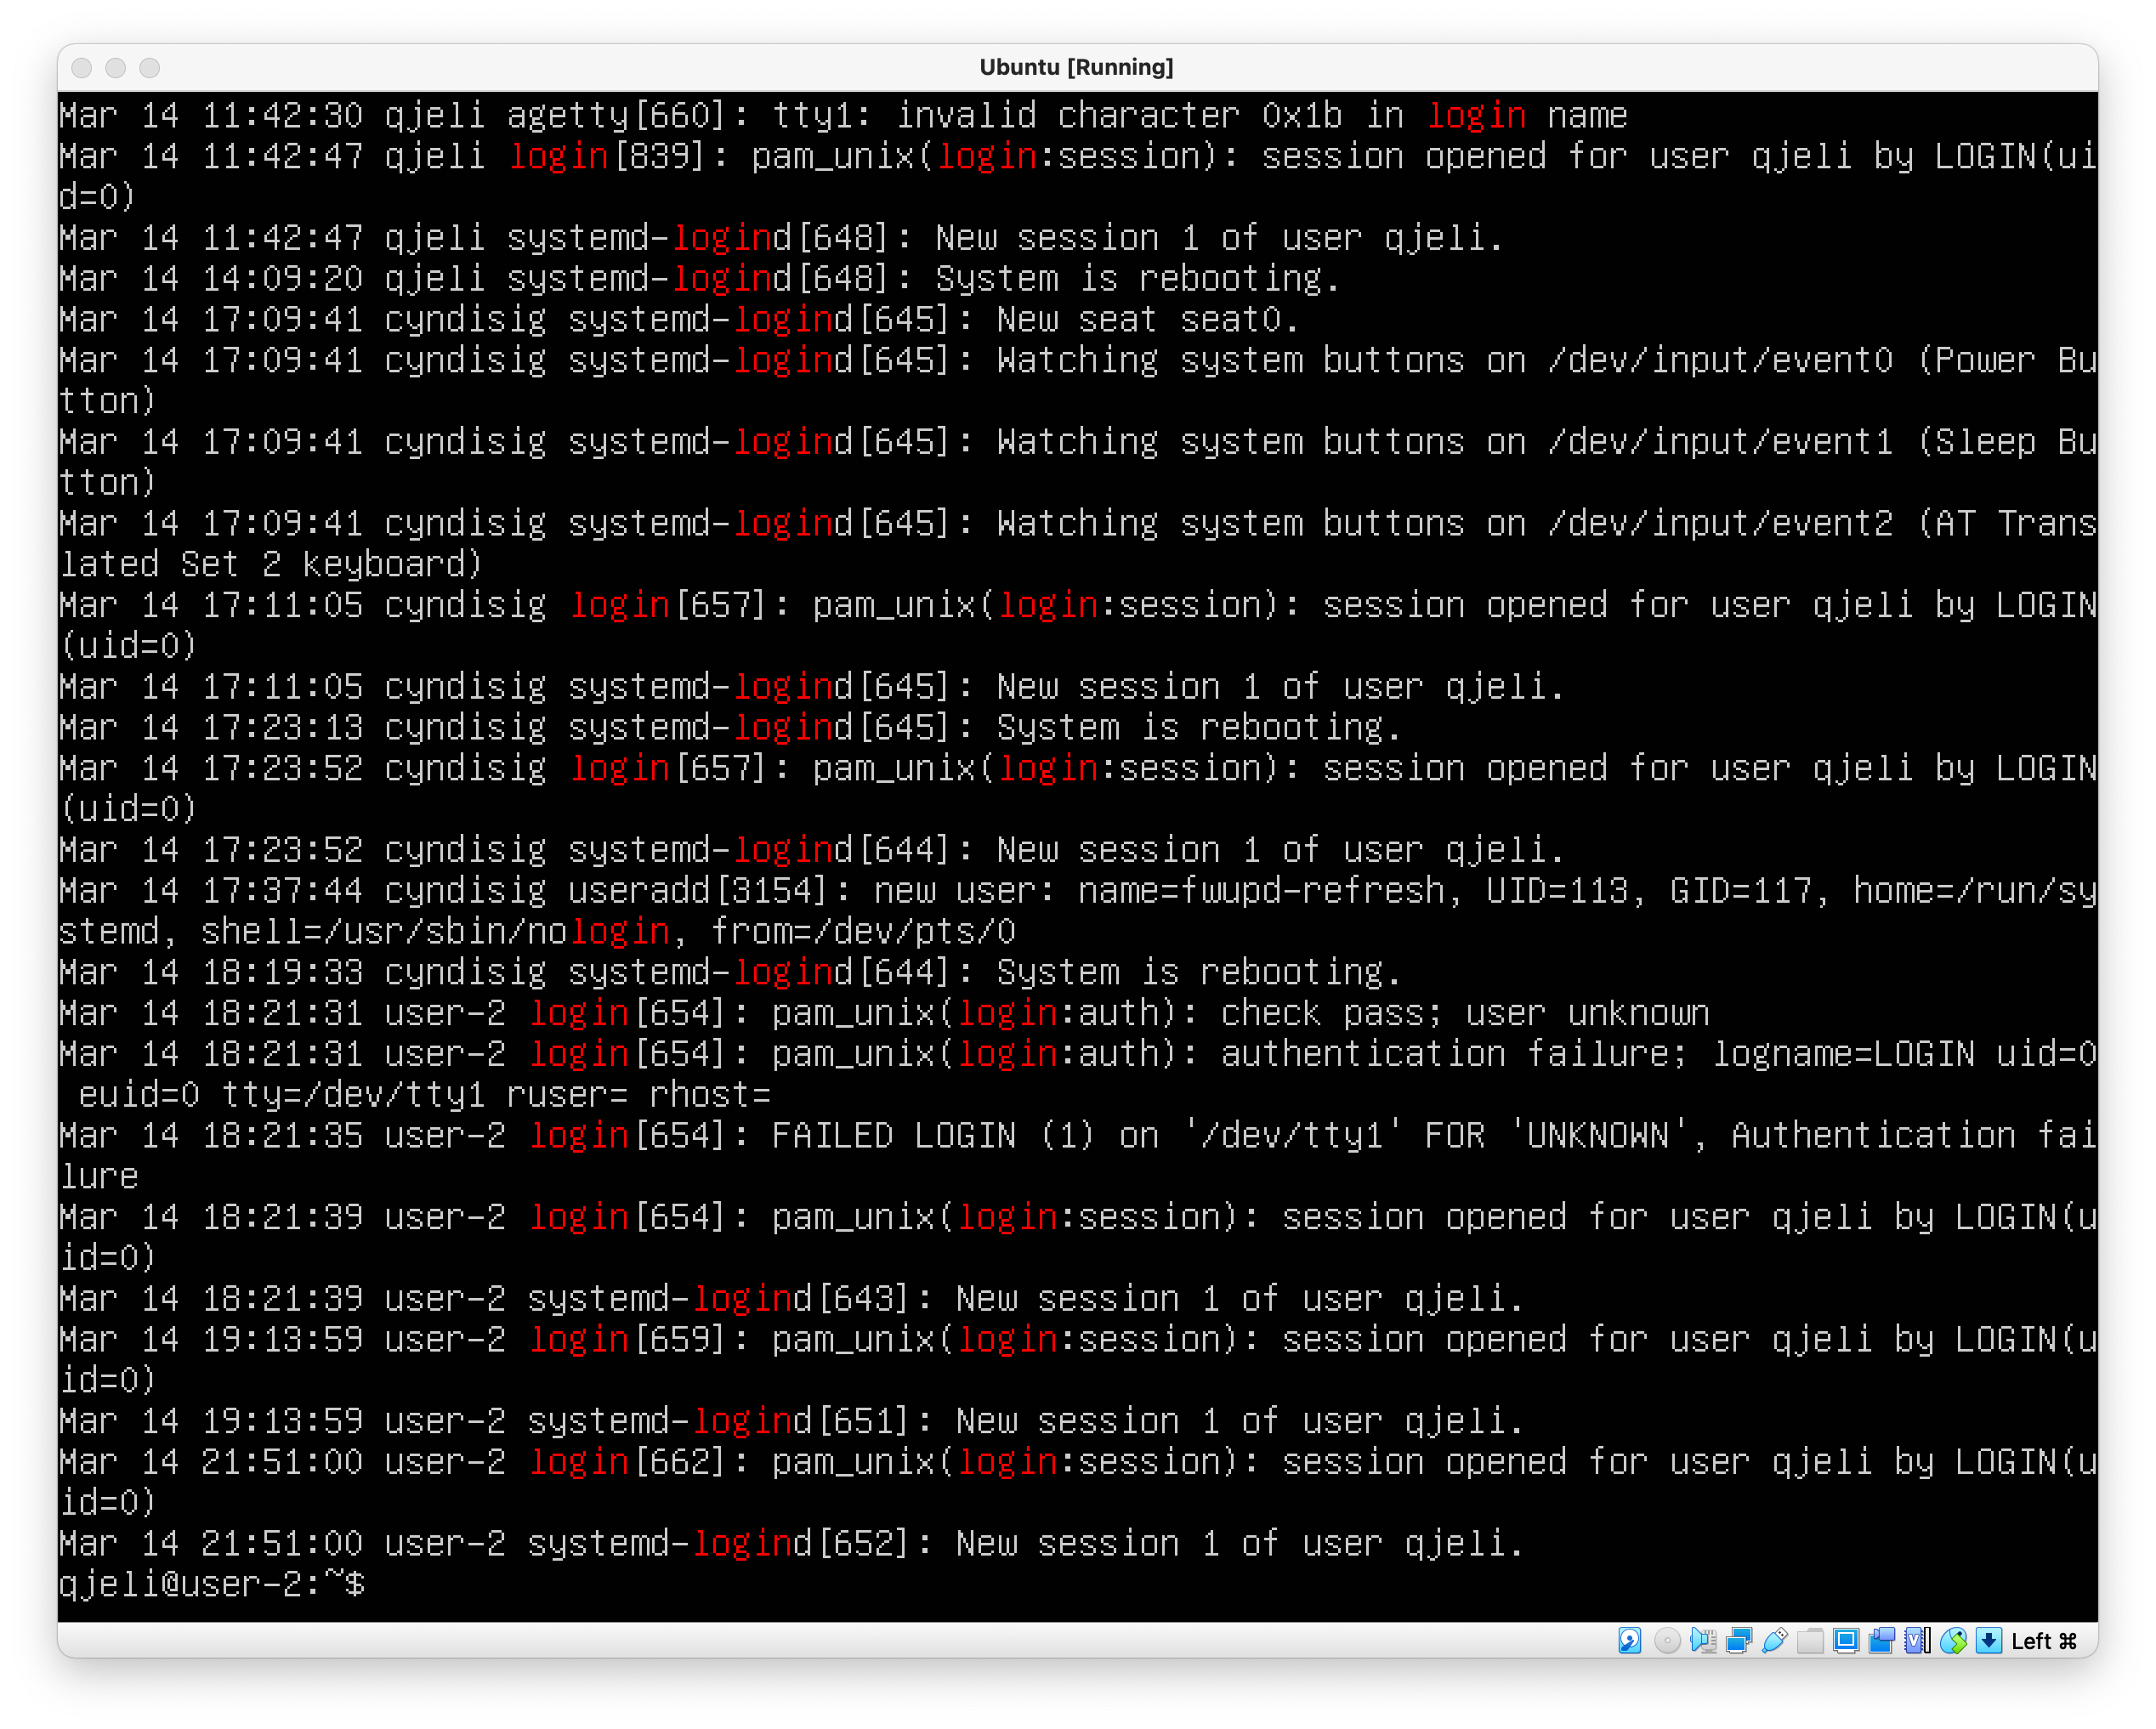 Ubuntu [Running]
Mar 14 11:42:30 qjeli agetty[660]: tty1: invalid character 0x1b in login name
Mar 14 11:42:47 qjeli login[839]: pam_unix(login:session): session opened for user qjeli by LOGIN(ui
d=0)
Mar 14 11:42:47 qjeli systemd-logind[648]: New session 1 of user qjeli.
Mar 14 14:09:20 qjeli systemd-logind[648]: System is rebooting.
Mar 14 17:09:41 cyndisig systemd-logind[645]: New seat seat0.
Mar 14 17:09:41 cyndisig systemd-logind[645]: Watching system buttons on /dev/input/event0 (Power Bu
tton)
Mar 14 17:09:41 cyndisig systemd-logind[645]: Watching system buttons on /dev/input/event1 (Sleep Bu
tton)
Mar 14 17:09:41 cyndisig systemd-logind[645]: Watching system buttons on /dev/input/event2 (AT Trans
lated Set 2 keyboard)
Mar 14 17:11:05 cyndisig login[657]: pam_unix(login:session): session opened for user qjeli by LOGIN
(uid=0)
Mar 14 17:11:05 cyndisig systemd-logind[645]: New session 1 of user qjeli.
Mar 14 17:23:13 cyndisig systemd-logind[645]: System is rebooting.
Mar 14 17:23:52 cyndisig login[657]: pam_unix(login:session): session opened for user qjeli by LOGIN
(uid=0)
Mar 14 17:23:52 cyndisig systemd-logind[644]: New session 1 of user qjeli.
Mar 14 17:37:44 cyndisig useradd[3154]: new user: name=fwupd-refresh, UID=113, GID=117, home=/run/sy
stemd, shell=/usr/sbin/nologin, from=/dev/pts/0
Mar 14 18:19:33 cyndisig systemd-logind[644]: System is rebooting.
Mar 14 18:21:31 user-2 login[654]: pam_unix(login:auth): check pass; user unknown
Mar 14 18:21:31 user-2 login[654]: pam_unix(login:auth): authentication failure; logname=LOGIN uid=0
 euid=0 tty=/dev/tty1 ruser= rhost=
Mar 14 18:21:35 user-2 login[654]: FAILED LOGIN (1) on '/dev/tty1' FOR 'UNKNOWN', Authentication fai
lure
Mar 14 18:21:39 user-2 login[654]: pam_unix(login:session): session opened for user qjeli by LOGIN(u
id=0)
Mar 14 18:21:39 user-2 systemd-logind[643]: New session 1 of user qjeli.
Mar 14 19:13:59 user-2 login[659]: pam_unix(login:session): session opened for user qjeli by LOGIN(u
id=0)
Mar 14 19:13:59 user-2 systemd-logind[651]: New session 1 of user qjeli.
Mar 14 21:51:00 user-2 login[662]: pam_unix(login:session): session opened for user qjeli by LOGIN(u
id=0)
Mar 14 21:51:00 user-2 systemd-logind[652]: New session 1 of user qjeli.
qjeli@user-2:~$
Left ⌘